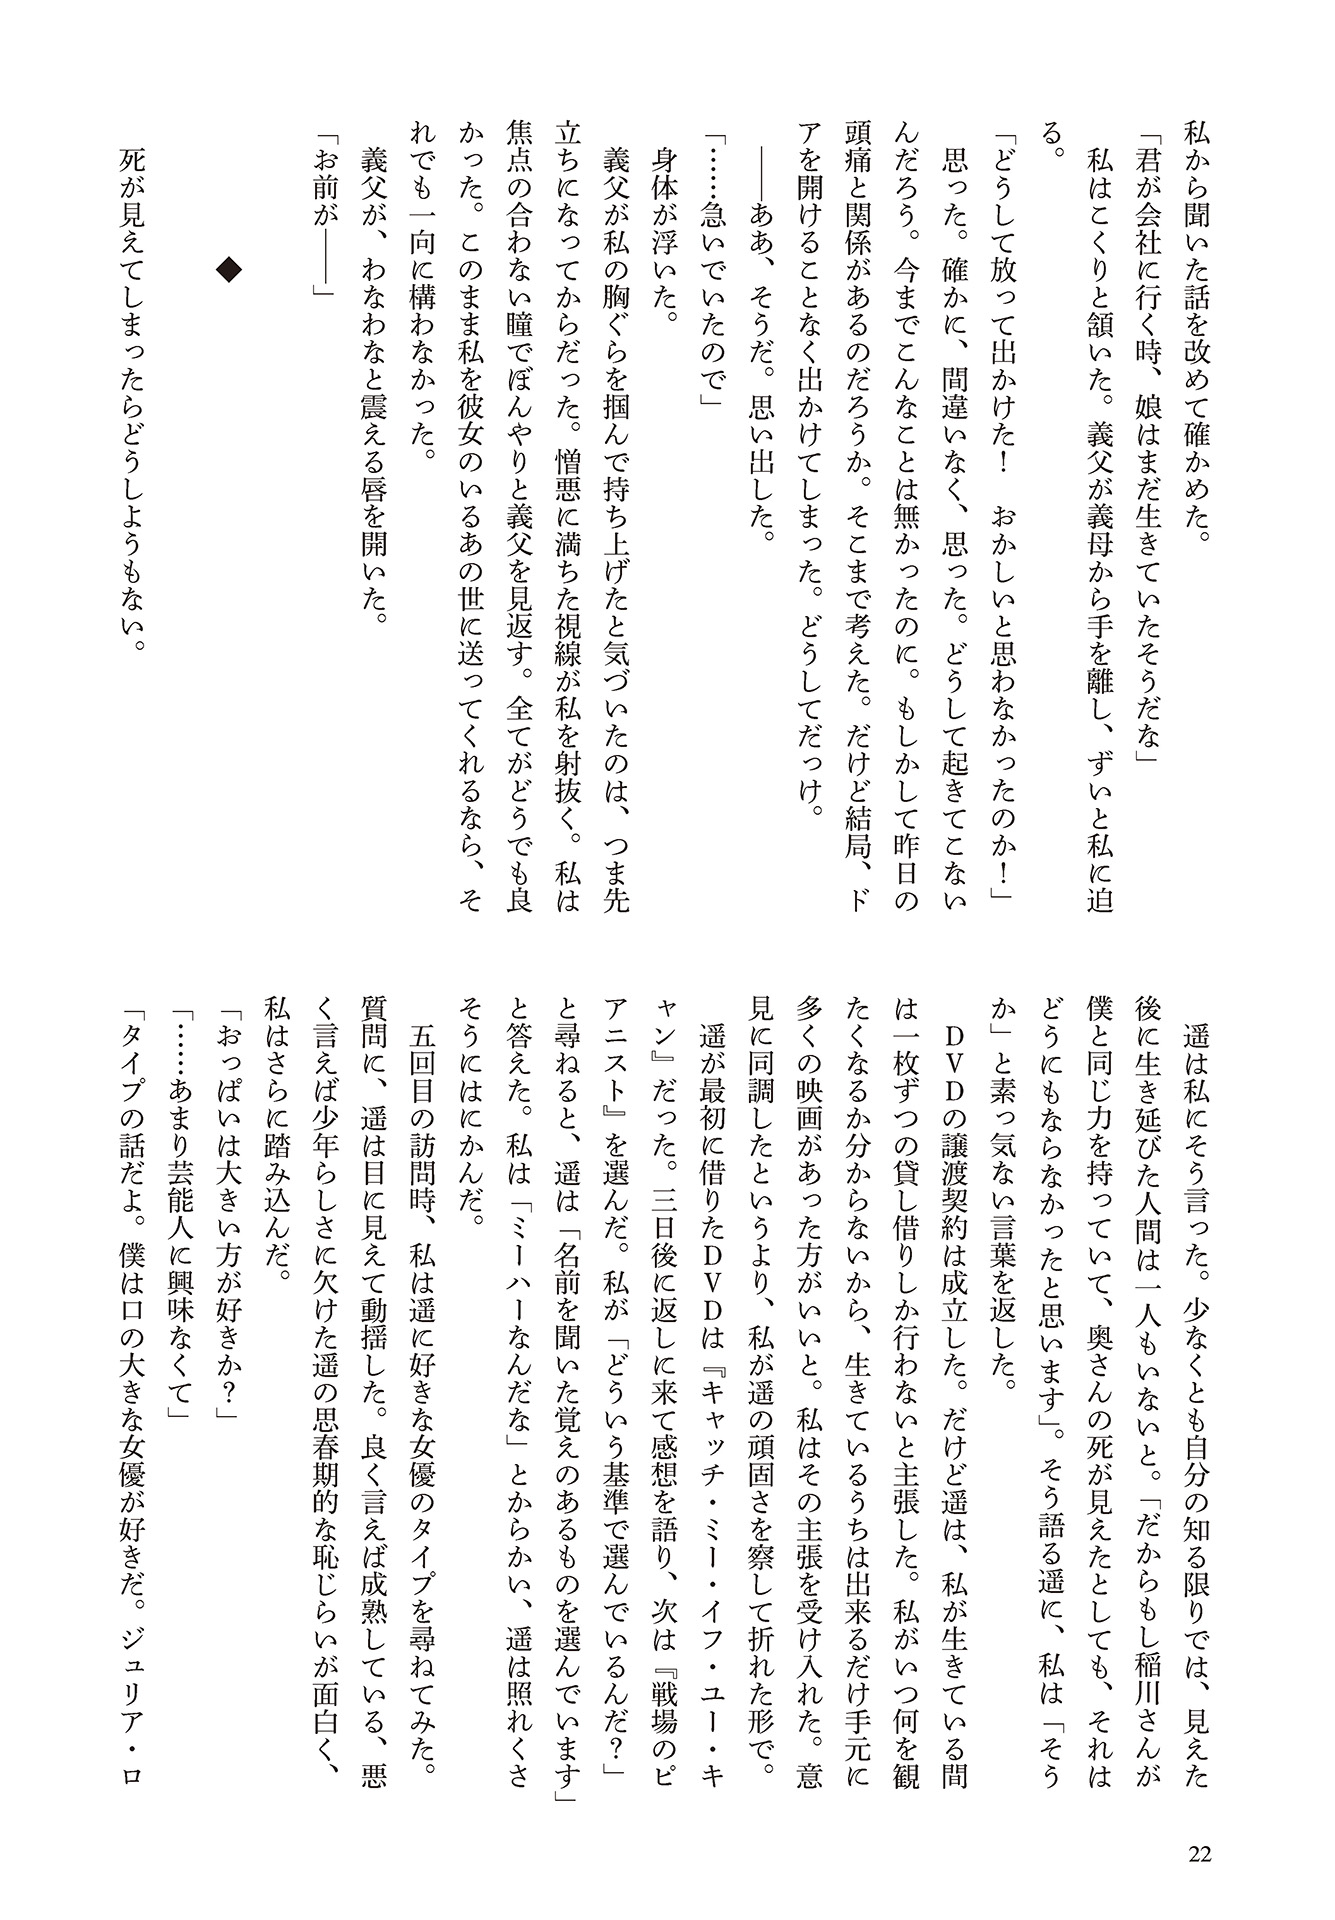 私から聞いた話を改めて確かめた。
「君が会社に行く時、娘はまだ生きていたそうだな」
　私はこくりと頷いた。義父が義母から手を離し、ずいと私に迫
る。
「どうして放って出かけた！　おかしいと思わなかったのか！」
　思った。確かに、間違いなく、思った。どうして起きてこない
んだろう。今までこんなことは無かったのに。もしかして昨日の
頭痛と関係があるのだろうか。そこまで考えた。だけど結局、ド
アを開けることなく出かけてしまった。どうしてだっけ。
　――ああ、そうだ。思い出した。
「……急いでいたので」
　身体が浮いた。
　義父が私の胸ぐらを掴んで持ち上げたと気づいたのは、つま先
立ちになってからだった。憎悪に満ちた視線が私を射抜く。私は
焦点の合わない瞳でぼんやりと義父を見返す。全てがどうでも良
かった。このまま私を彼女のいるあの世に送ってくれるなら、そ
れでも一向に構わなかった。
　義父が、わなわなと震える唇を開いた。
「お前が――」
◆
　死が見えてしまったらどうしようもない。
　遥は私にそう言った。少なくとも自分の知る限りでは、見えた
後に生き延びた人間は一人もいないと。「だからもし稲川さんが
僕と同じ力を持っていて、奥さんの死が見えたとしても、それは
どうにもならなかったと思います」。そう語る遥に、私は「そう
か」と素っ気ない言葉を返した。
　ＤＶＤの譲渡契約は成立した。だけど遥は、私が生きている間
は一枚ずつの貸し借りしか行わないと主張した。私がいつ何を観
たくなるか分からないから、生きているうちは出来るだけ手元に
多くの映画があった方がいいと。私はその主張を受け入れた。意
見に同調したというより、私が遥の頑固さを察して折れた形で。
　遥が最初に借りたＤＶＤは『キャッチ・ミー・イフ・ユー・キ
ャン』だった。三日後に返しに来て感想を語り、次は『戦場のピ
アニスト』を選んだ。私が「どういう基準で選んでいるんだ？」
と尋ねると、遥は「名前を聞いた覚えのあるものを選んでいます」
と答えた。私は「ミーハーなんだな」とからかい、遥は照れくさ
そうにはにかんだ。
　五回目の訪問時、私は遥に好きな女優のタイプを尋ねてみた。
質問に、遥は目に見えて動揺した。良く言えば成熟している、悪
く言えば少年らしさに欠けた遥の思春期的な恥じらいが面白く、
私はさらに踏み込んだ。
「おっぱいは大きい方が好きか？」
「……あまり芸能人に興味なくて」
「タイプの話だよ。僕は口の大きな女優が好きだ。ジュリア・ロ
22